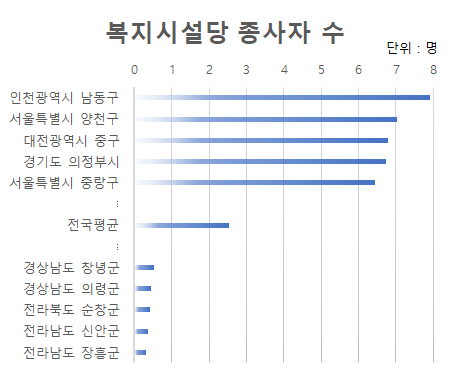 복지시설당 종사자 수
단위 : 명
0 1 2 3 4 5 6 7 8
인천광역시 남동구
서울특별시 양천구
대전광역시 중구
경기도 의정부시
서울특별시 중랑구
⋮
전국평균
⋮
경상남도 창녕군
경상남도 의령군
전라북도 순창군
전라남도 신안군
전라남도 장흥군